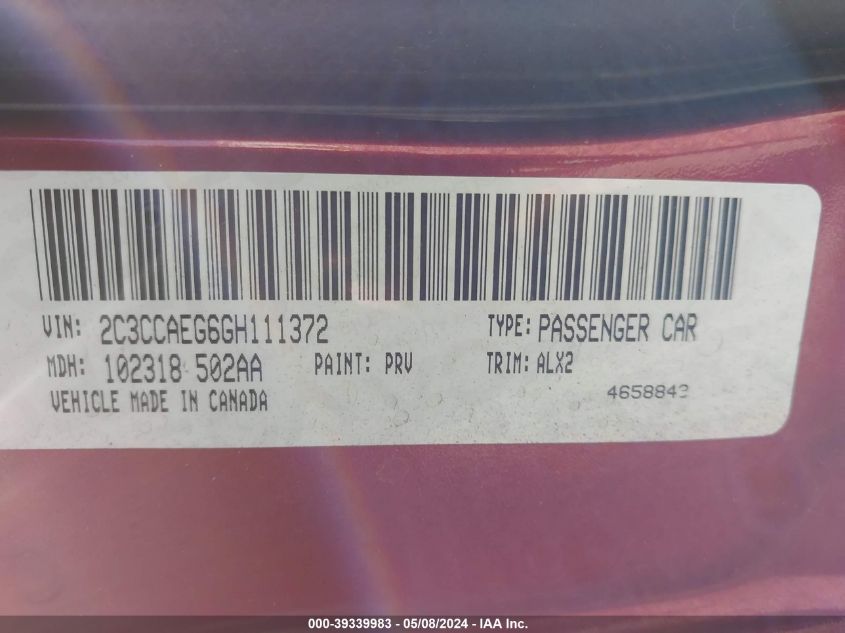 VIN: 2C3CCAEG6GH111372 TYPE: PASSENGER CAR
MDH: 102318 502AA PAINT: PRV TRIM: ALX2
VEHICLE MADE IN CANADA
000-39339983 - 05/08/2024 - IAA Inc.